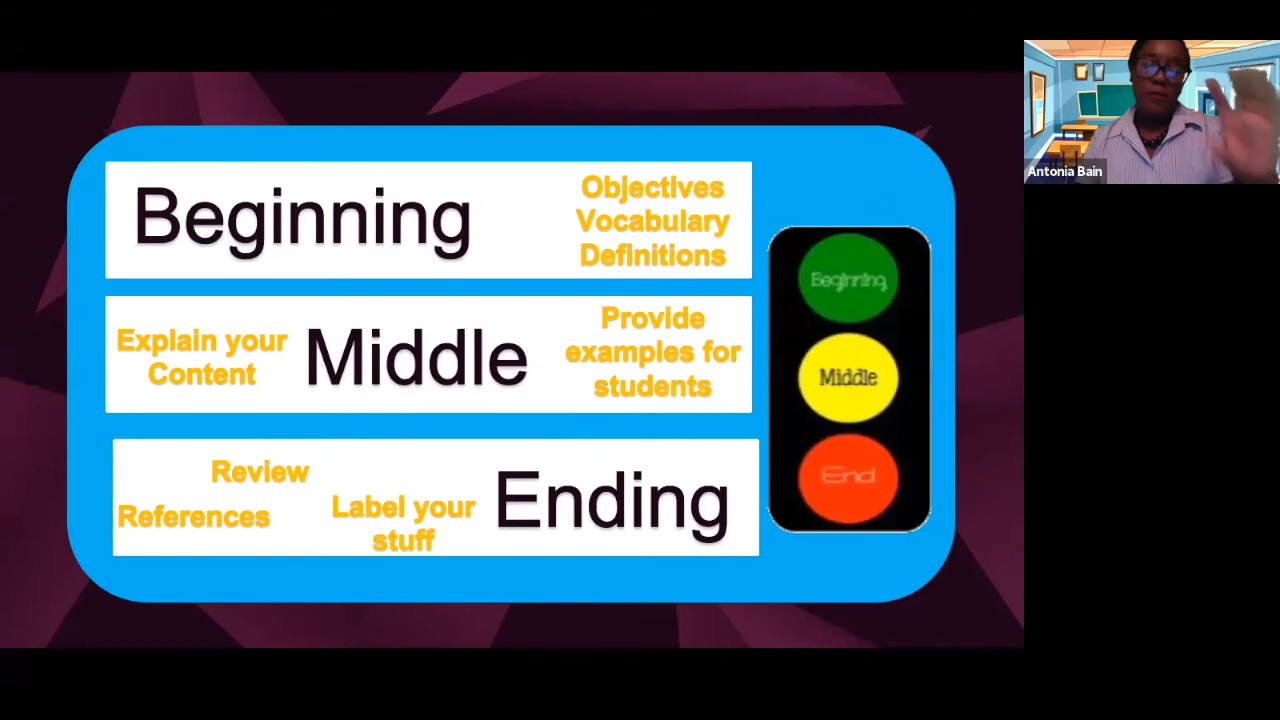 Beginning
Objectives
Vocabulary
Definitions
Explain your
Content
Middle
Provide
examples for
students
Review
References
Label your
stuff
Ending
Beginning
Middle
End
Antonia Bain